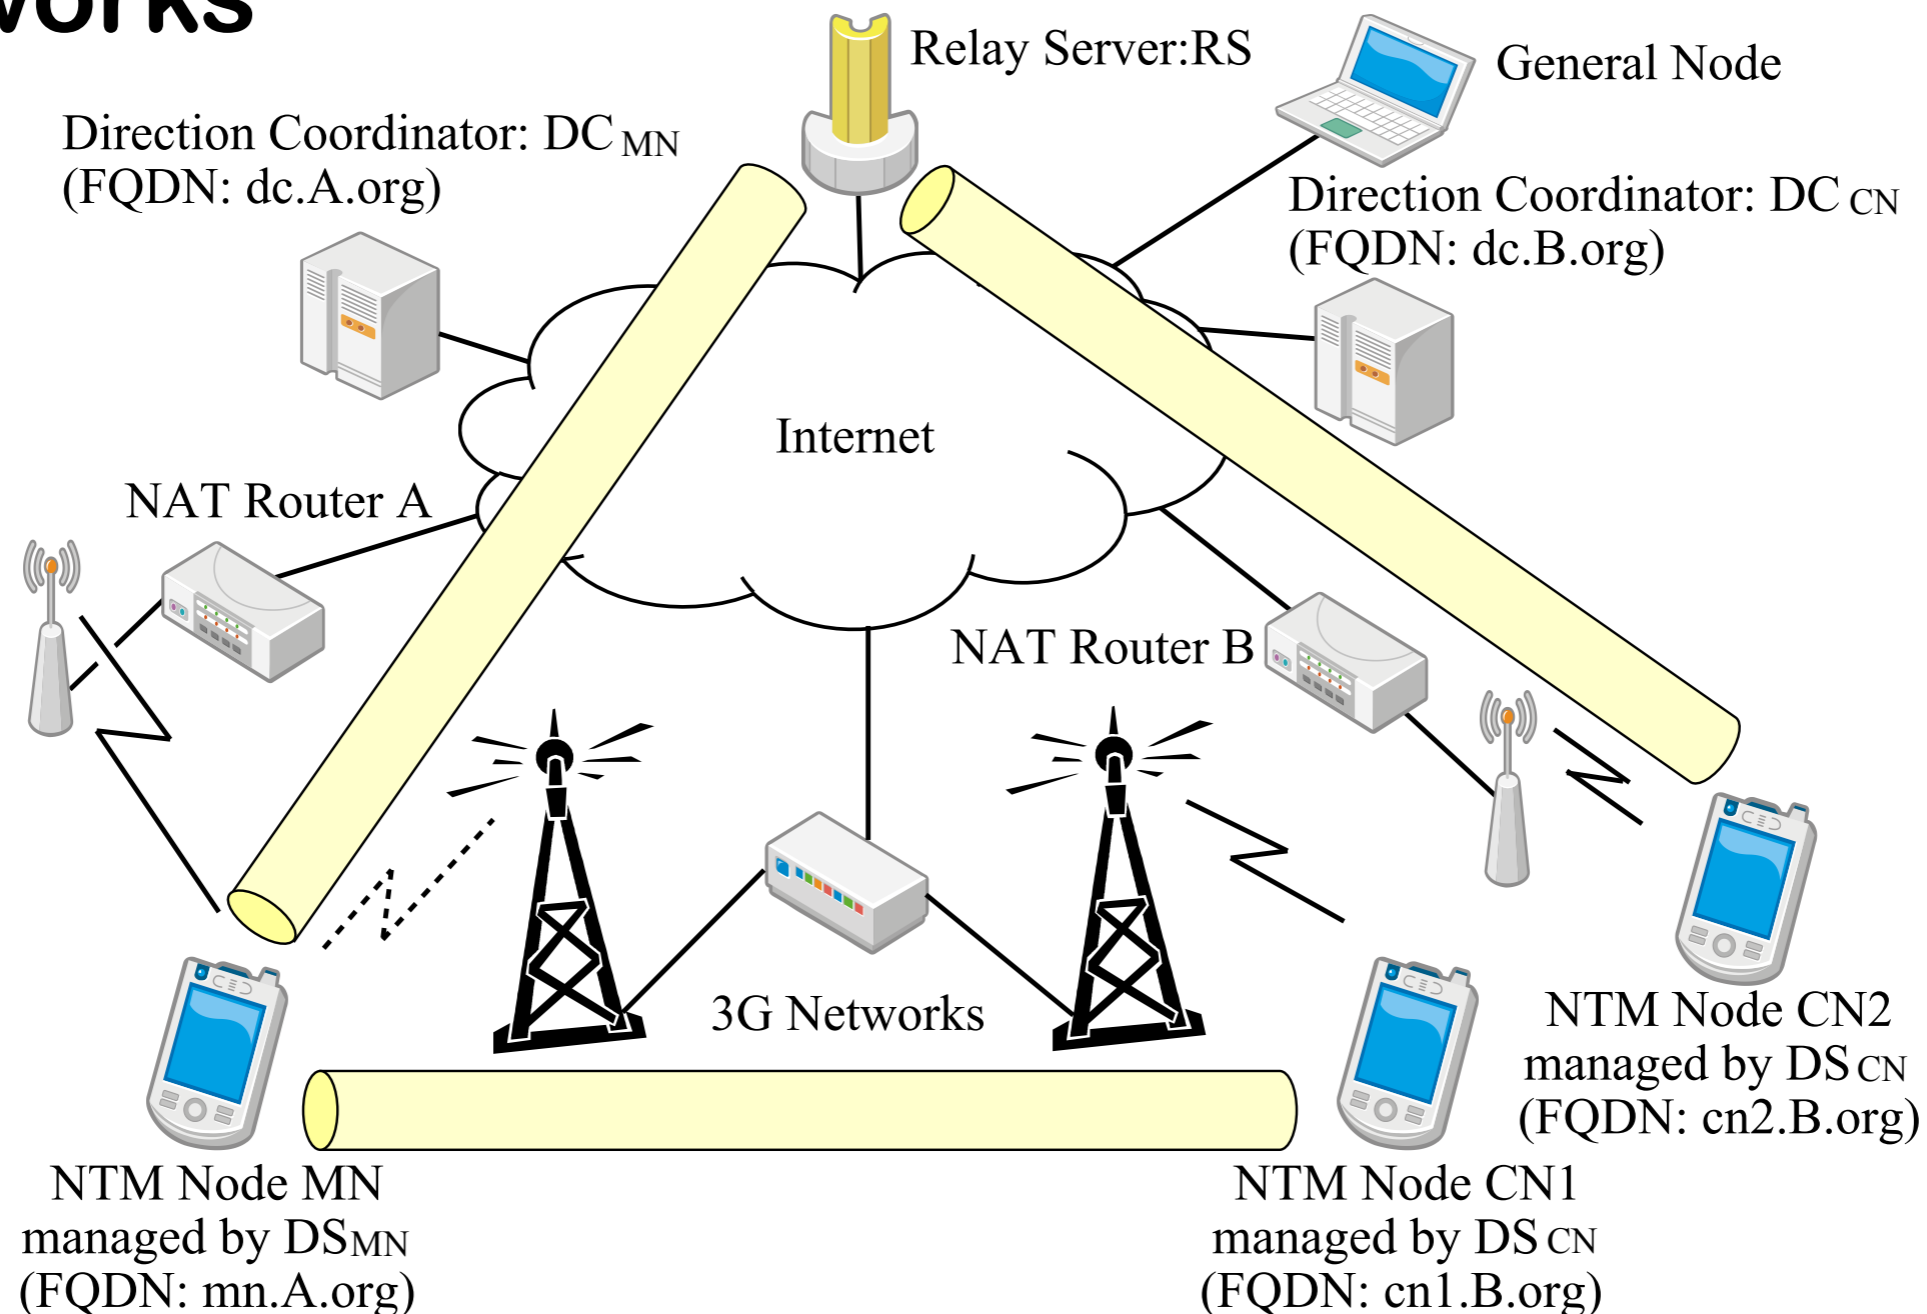 Relay Server:RS
General Node
Direction Coordinator: DC MN
(FQDN: dc.A.org)
Direction Coordinator: DC CN
(FQDN: dc.B.org)
Internet
NAT Router A
NAT Router B
3G Networks
NTM Node CN2
managed by DS CN
(FQDN: cn2.B.org)
NTM Node MN
managed by DSMN
(FQDN: mn.A.org)
NTM Node CN1
managed by DS CN
(FQDN: cn1.B.org)